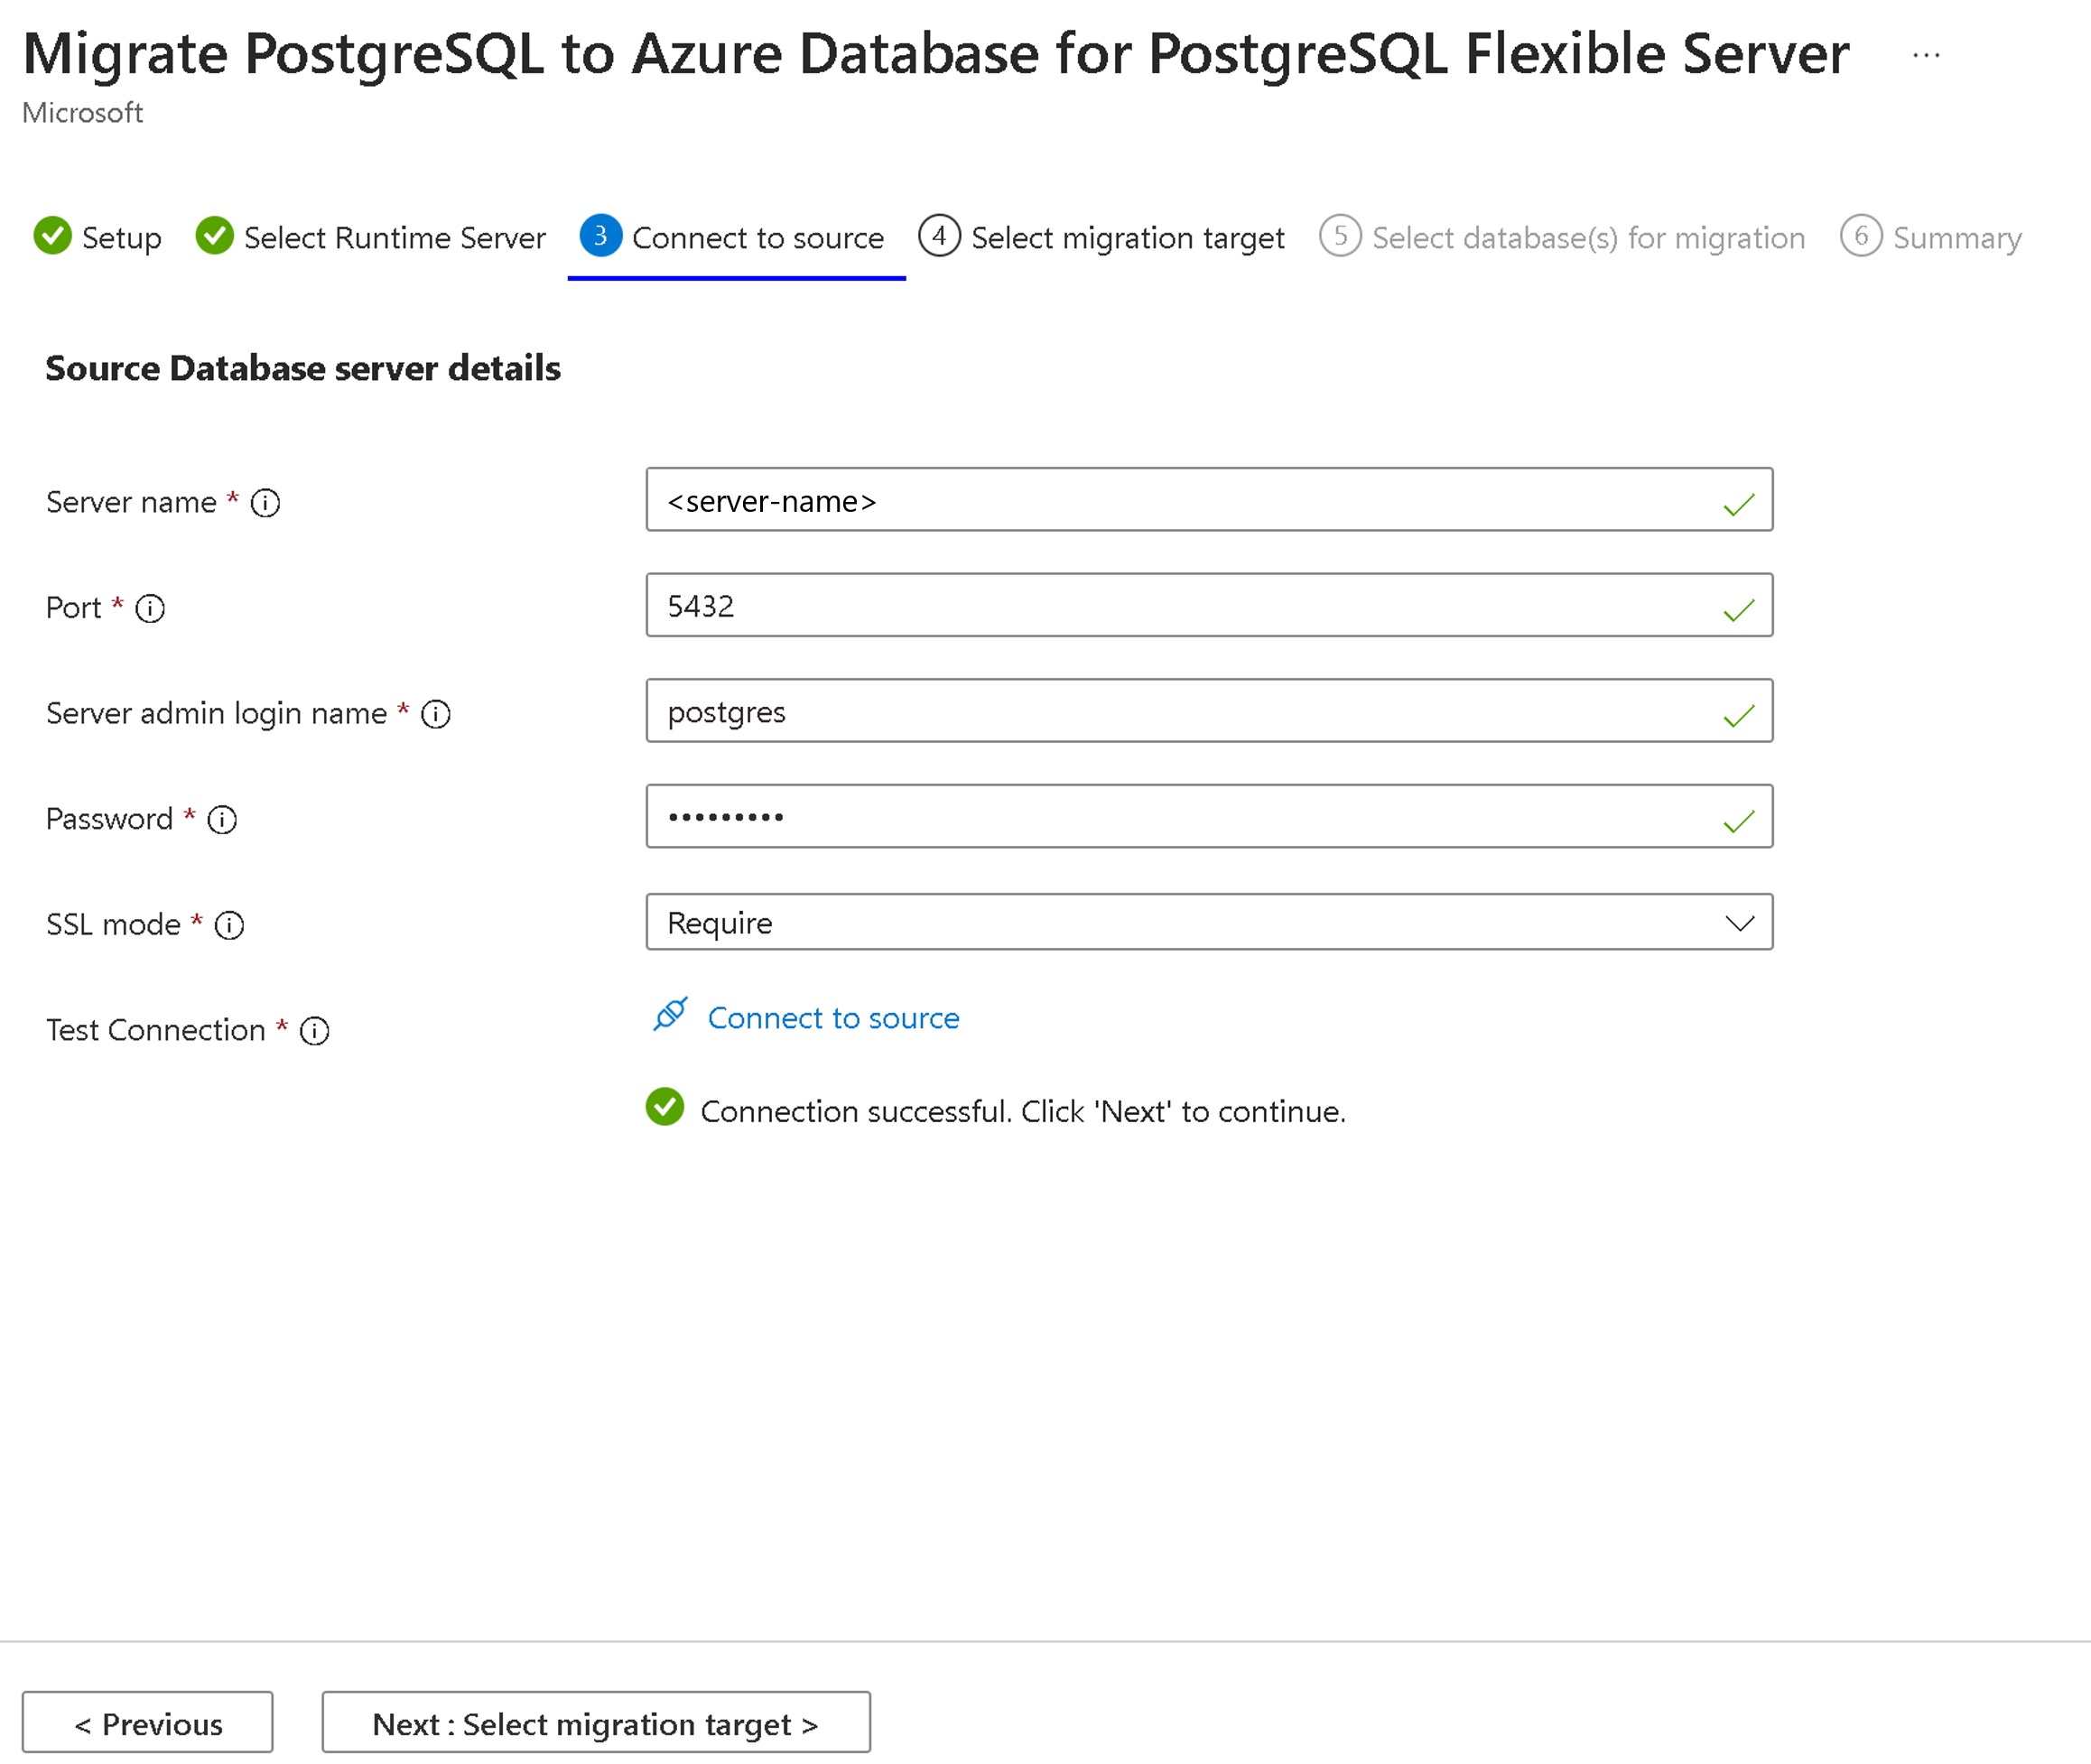 Migrate PostgreSQL to Azure Database for PostgreSQL Flexible Server ...
Microsoft
Setup Select Runtime Server 3 Connect to source 4 Select migration target 5 Select database(s) for migration 6 Summary
Source Database server details
Server name * <server-name>
Port * 5432
Server admin login name * postgres
Password * •••••••••
SSL mode * Require
Test Connection * Connect to source
Connection successful. Click 'Next' to continue.
< Previous Next : Select migration target >